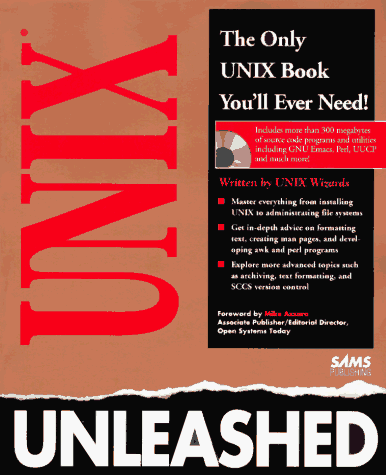 UNIX®
The Only
UNIX Book
You'll Ever Need!
Includes more than 300 megabytes
of source code programs and utilities
including GNU Emacs, Perl, UUCP
and much more!
Written by UNIX Wizards
Master everything from installing
UNIX to administrating file systems
Get in-depth advice on formatting
text, creating man pages, and devel-
oping awk and perl programs
Explore more advanced topics such
as archiving, text formatting, and
SCCS version control
Foreword by Mike
Associate Publisher/Editorial Director,
Open Systems Today
SAMS
PUBLISHING
UNLEASHED